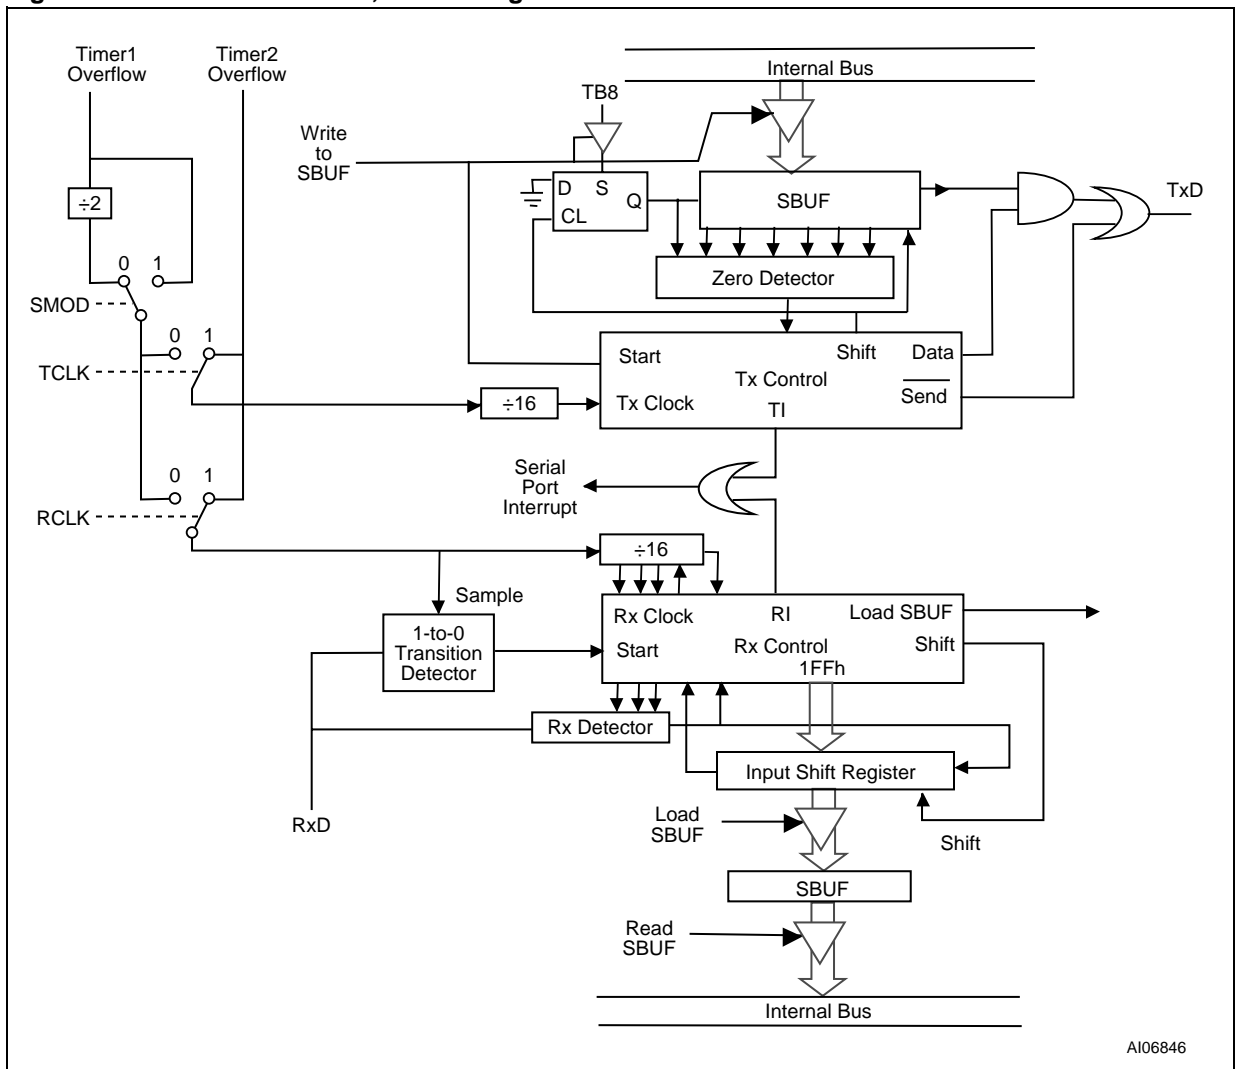 Timer1
Overflow
Timer2
Overflow
Internal Bus
TB8
Write
to
SBUF
÷2
D S
Q
CL
SBUF
TxD
Zero Detector
0 1
SMOD
0 1
TCLK
Start
Shift
Data
Tx Control
Send
÷16
Tx Clock
TI
Serial
Port
Interrupt
0 1
RCLK
÷16
Sample
1-to-0
Transition
Detector
Rx Clock
RI
Load SBUF
Start
Rx Control
Shift
1FFh
Rx Detector
Input Shift Register
RxD
Load
SBUF
Shift
SBUF
Read
SBUF
Internal Bus
AI06846